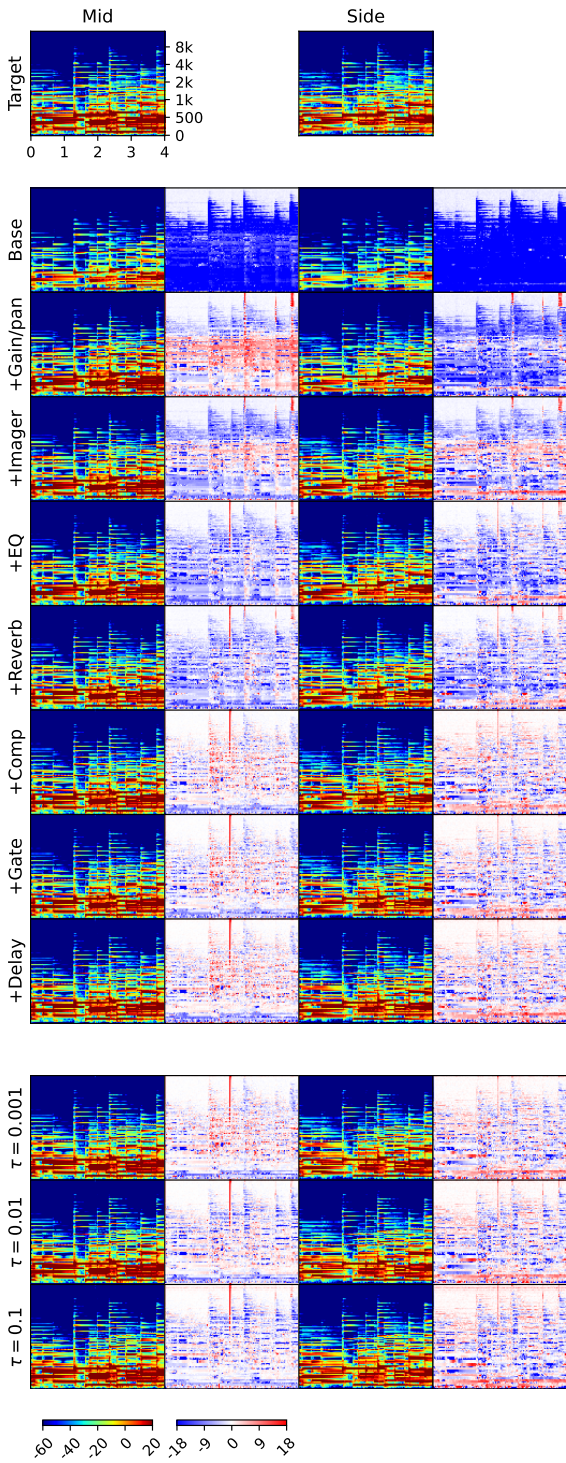 Mid Side
Target
8k
4k
2k
1k
500
0
0 1 2 3 4
Base
+Gain/pan
+Imager
+EQ
+Reverb
+Comp
+Gate
+Delay
τ = 0.001
τ = 0.01
τ = 0.1
-60 -40 -20 0 20 -18 -9 0 9 18